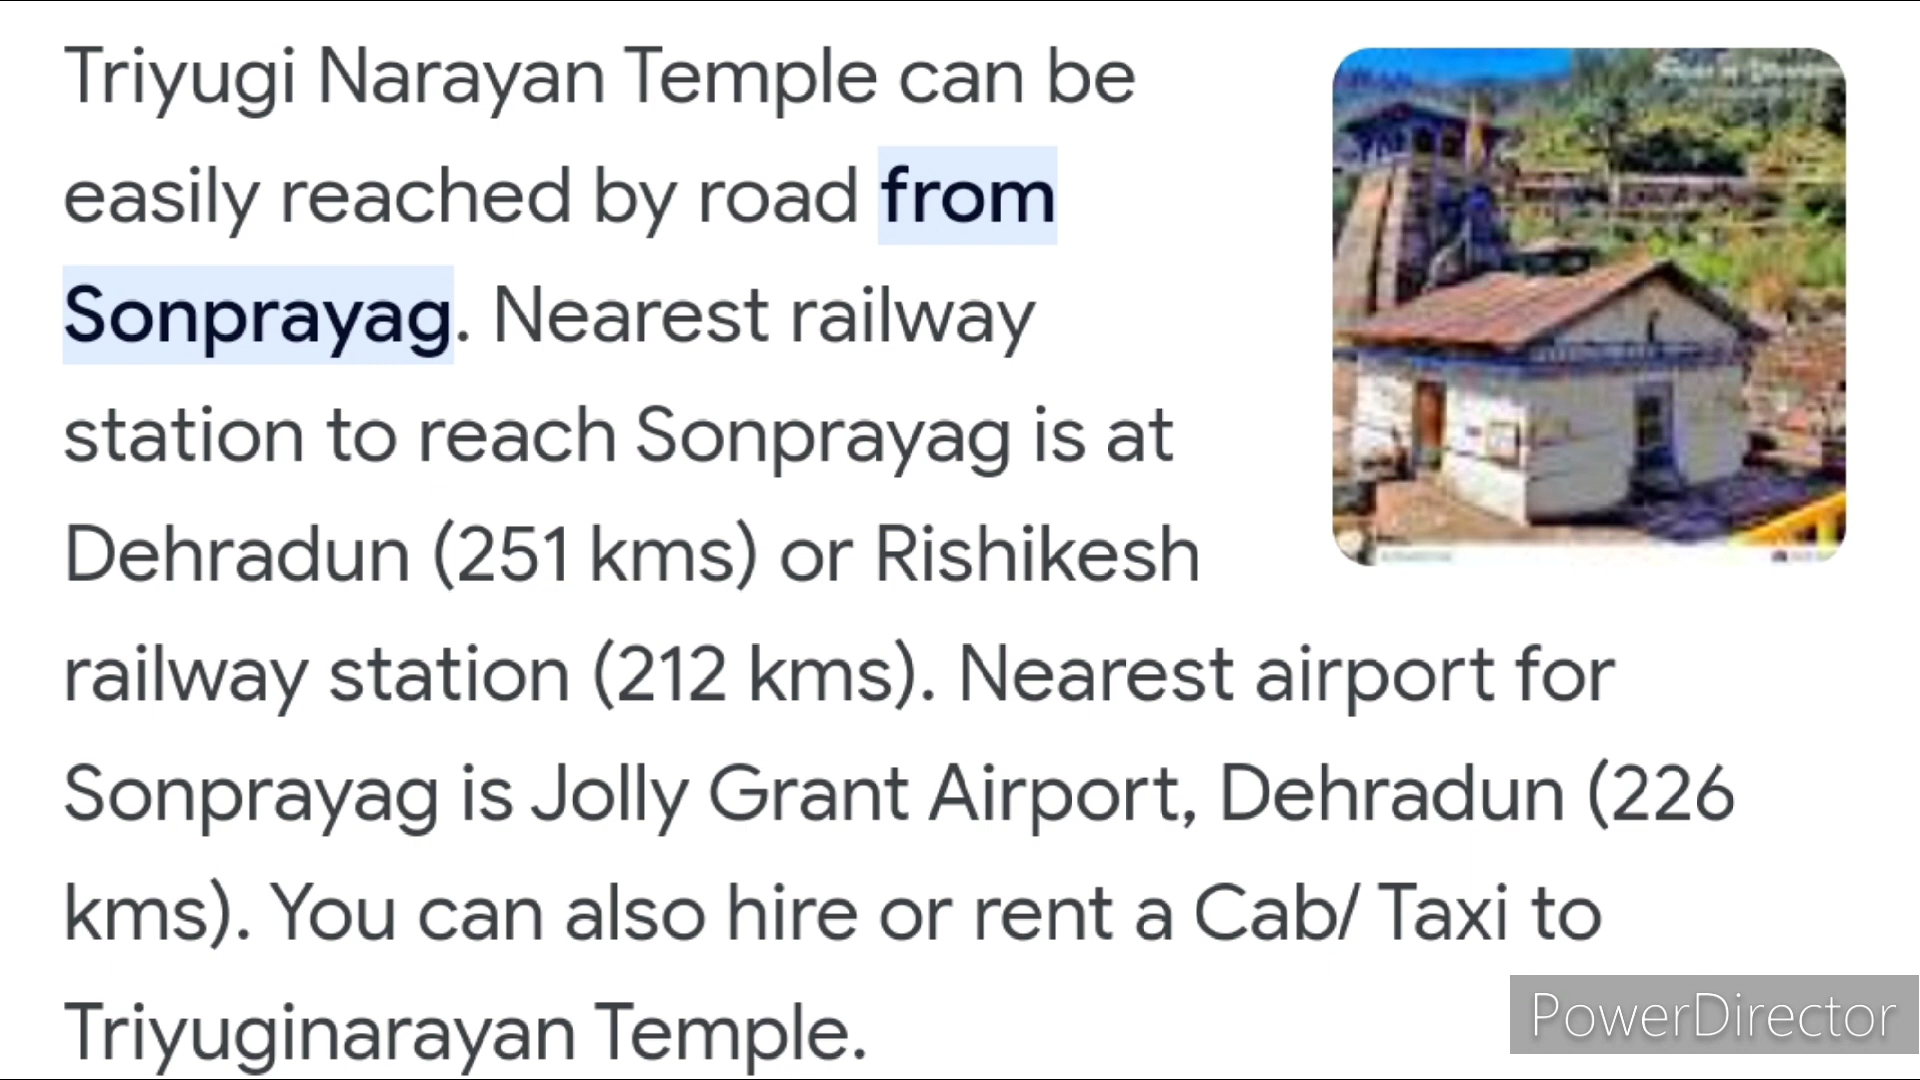 Triyugi Narayan Temple can be
easily reached by road from
Sonprayag. Nearest railway
station to reach Sonprayag is at
Dehradun (251 kms) or Rishikesh
railway station (212 kms). Nearest airport for
Sonprayag is Jolly Grant Airport, Dehradun (226
kms). You can also hire or rent a Cab/ Taxi to
Triyuginarayan Temple.
PowerDirector